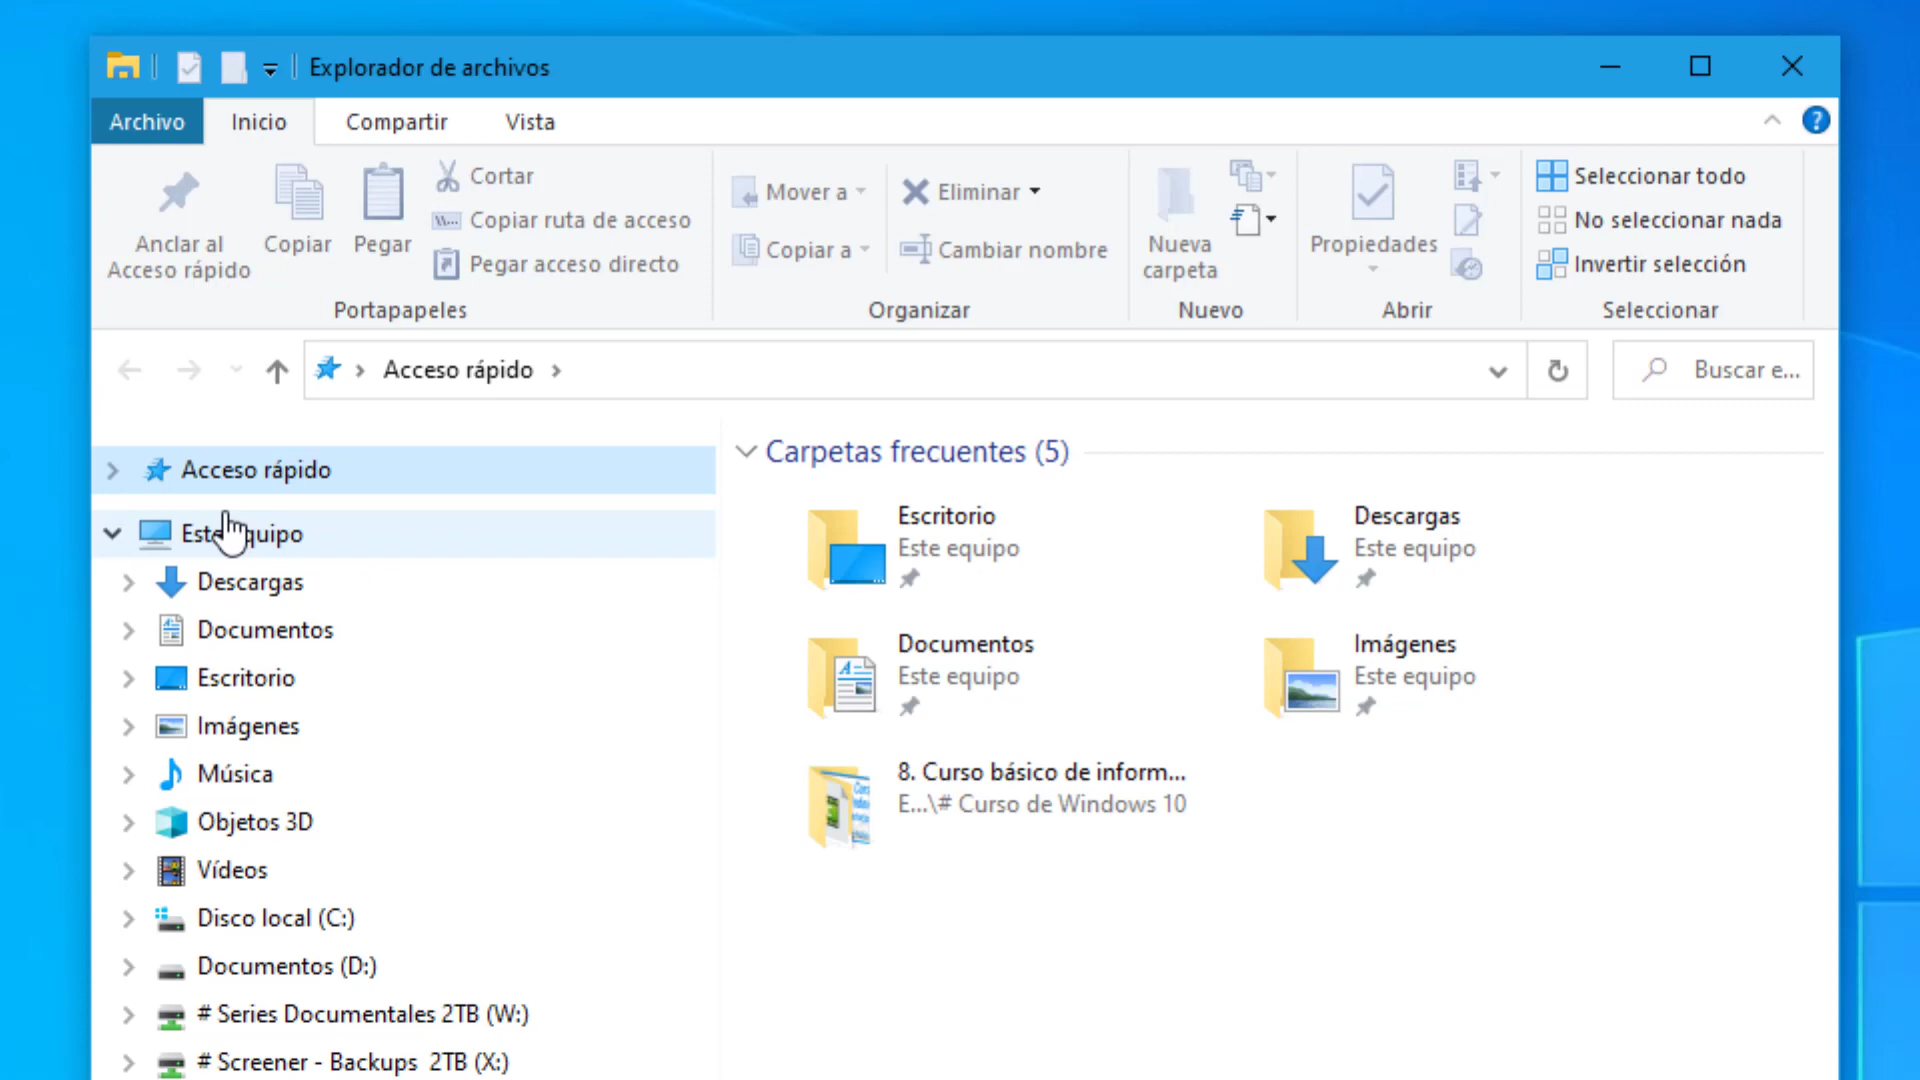 Explorador de archivos
Archivo
Inicio
Compartir
Vista
Anclar al
Acceso rápido
Copiar
Pegar
Cortar
Copiar ruta de acceso
Pegar acceso directo
Portapapeles
Mover a
Copiar a
Eliminar
Cambiar nombre
Organizar
Nueva
carpeta
Nuevo
Propiedades
Abrir
Seleccionar todo
No seleccionar nada
Invertir selección
Seleccionar
Acceso rápido
Buscar e...
Acceso rápido
Este equipo
Descargas
Documentos
Escritorio
Imágenes
Música
Objetos 3D
Vídeos
Disco local (C:)
Documentos (D:)
# Series Documentales 2TB (W:)
# Screener - Backups 2TB (X:)
Carpetas frecuentes (5)
Escritorio
Este equipo
Descargas
Este equipo
Documentos
Este equipo
Imágenes
Este equipo
8. Curso básico de inform...
E...\# Curso de Windows 10